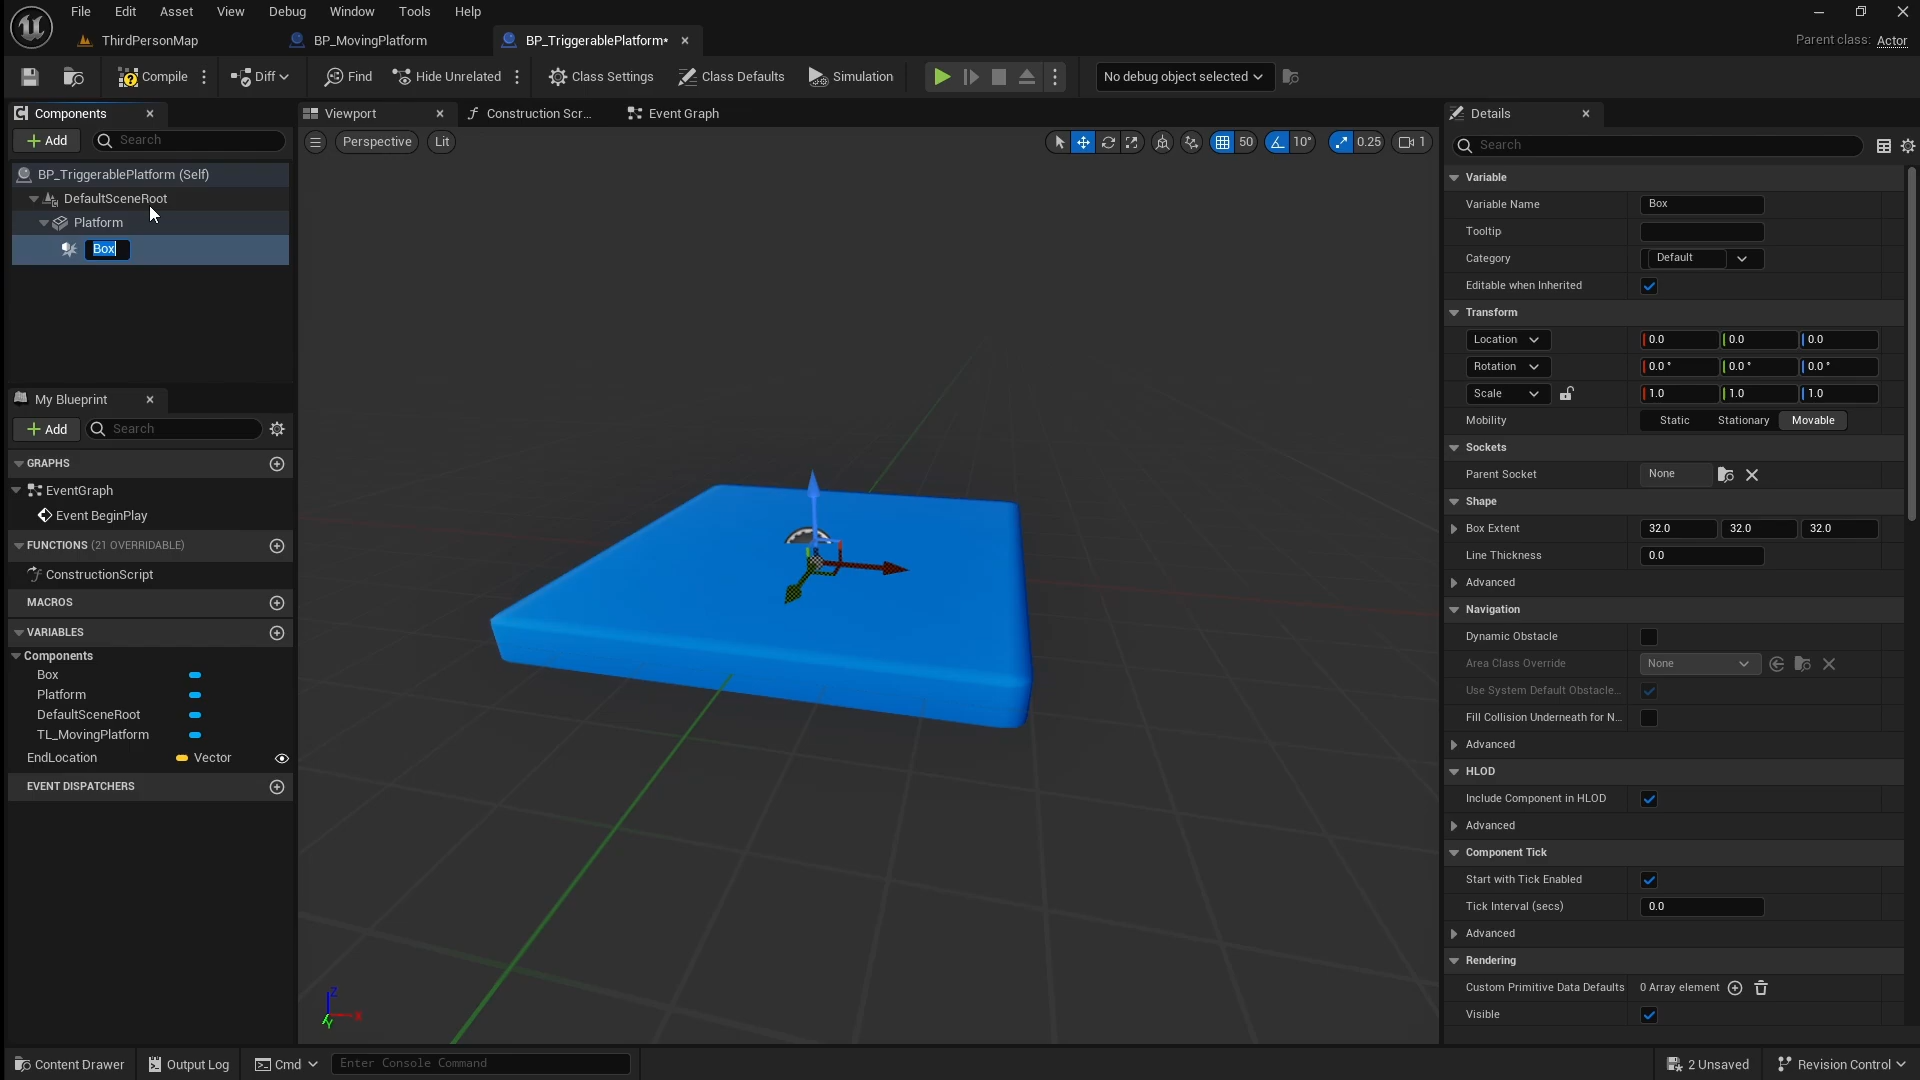 File Edit Asset View Debug Window Tools Help
ThirdPersonMap BP_MovingPlatform BP_TriggerablePlatform* Parent class: Actor
Compile Diff Find Hide Unrelated Class Settings Class Defaults Simulation No debug object selected
Components Viewport Construction Scr... Event Graph Details
Add Search Perspective Lit 50 10° 0.25 1 Search
BP_TriggerablePlatform (Self)
DefaultSceneRoot
Platform
Box
My Blueprint
Add Search
GRAPHS
EventGraph
Event BeginPlay
FUNCTIONS (21 OVERRIDABLE)
ConstructionScript
MACROS
VARIABLES
Components
Box
Platform
DefaultSceneRoot
TL_MovingPlatform
EndLocation Vector
EVENT DISPATCHERS
Z
X
Y
Variable
Variable Name Box
Tooltip
Category Default
Editable when Inherited
Transform
Location 0.0 0.0 0.0
Rotation 0.0 ° 0.0 ° 0.0 °
Scale 1.0 1.0 1.0
Mobility Static Stationary Movable
Sockets
Parent Socket None
Shape
Box Extent 32.0 32.0 32.0
Line Thickness 0.0
Advanced
Navigation
Dynamic Obstacle
Area Class Override None
Use System Default Obstacle...
Fill Collision Underneath for N...
Advanced
HLOD
Include Component in HLOD
Advanced
Component Tick
Start with Tick Enabled
Tick Interval (secs) 0.0
Advanced
Rendering
Custom Primitive Data Defaults 0 Array element
Visible
Content Drawer Output Log Cmd Enter Console Command 2 Unsaved Revision Control